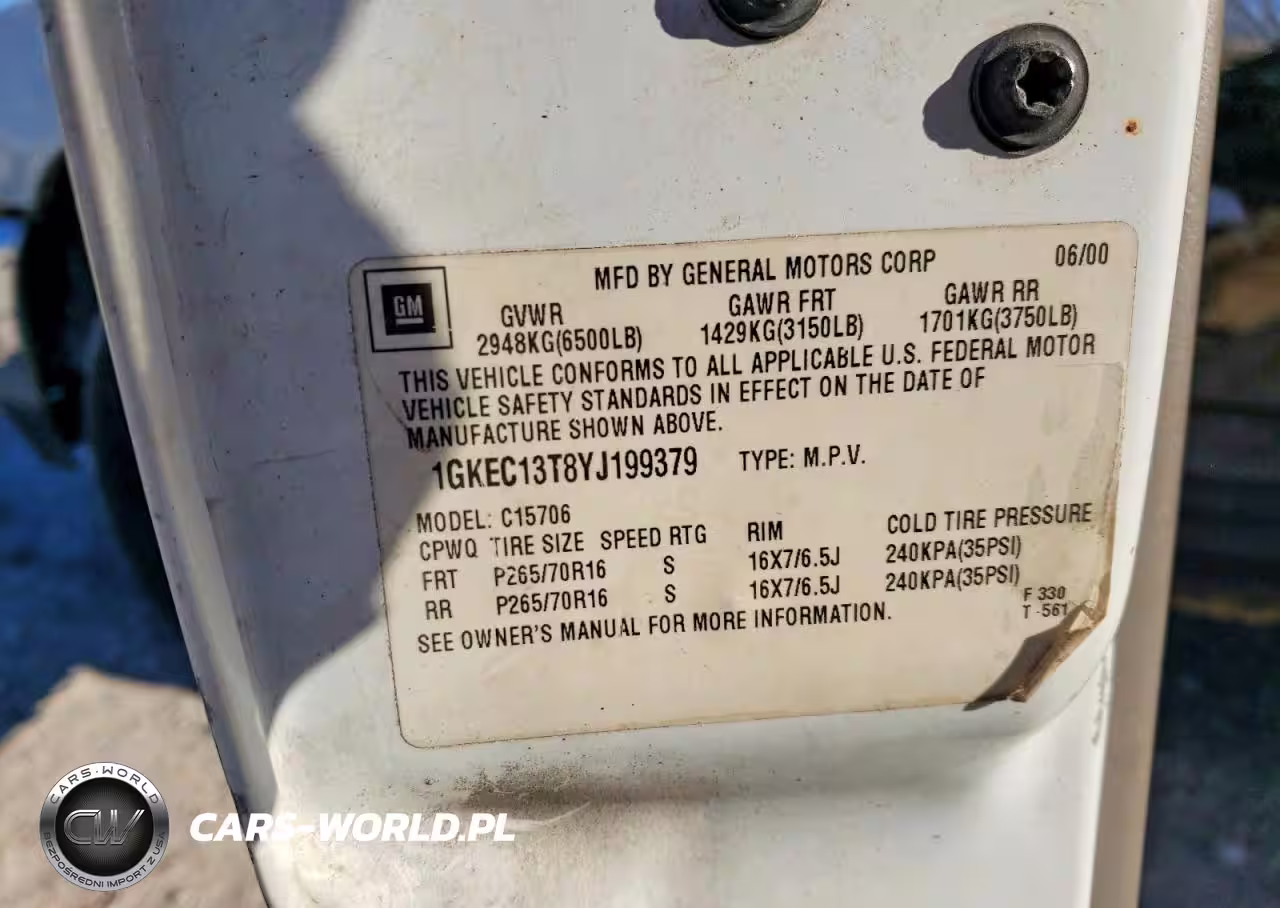 MFD BY GENERAL MOTORS CORP 06/00
GM
GVWR GAWR FRT GAWR RR
2948KG(6500LB) 1429KG(3150LB) 1701KG(3750LB)
THIS VEHICLE CONFORMS TO ALL APPLICABLE U.S. FEDERAL MOTOR
VEHICLE SAFETY STANDARDS IN EFFECT ON THE DATE OF
MANUFACTURE SHOWN ABOVE.
1GKEC13T8YJ199379 TYPE: M.P.V.
MODEL: C15706
CPWQ TIRE SIZE SPEED RTG RIM COLD TIRE PRESSURE
FRT P265/70R16 S 16X7/6.5J 240KPA(35PSI)
RR P265/70R16 S 16X7/6.5J 240KPA(35PSI)
F 330
T -561
SEE OWNER'S MANUAL FOR MORE INFORMATION.
CARS-WORLD
CW
BEZPOŚREDNI IMPORT Z USA
CARS-WORLD.PL